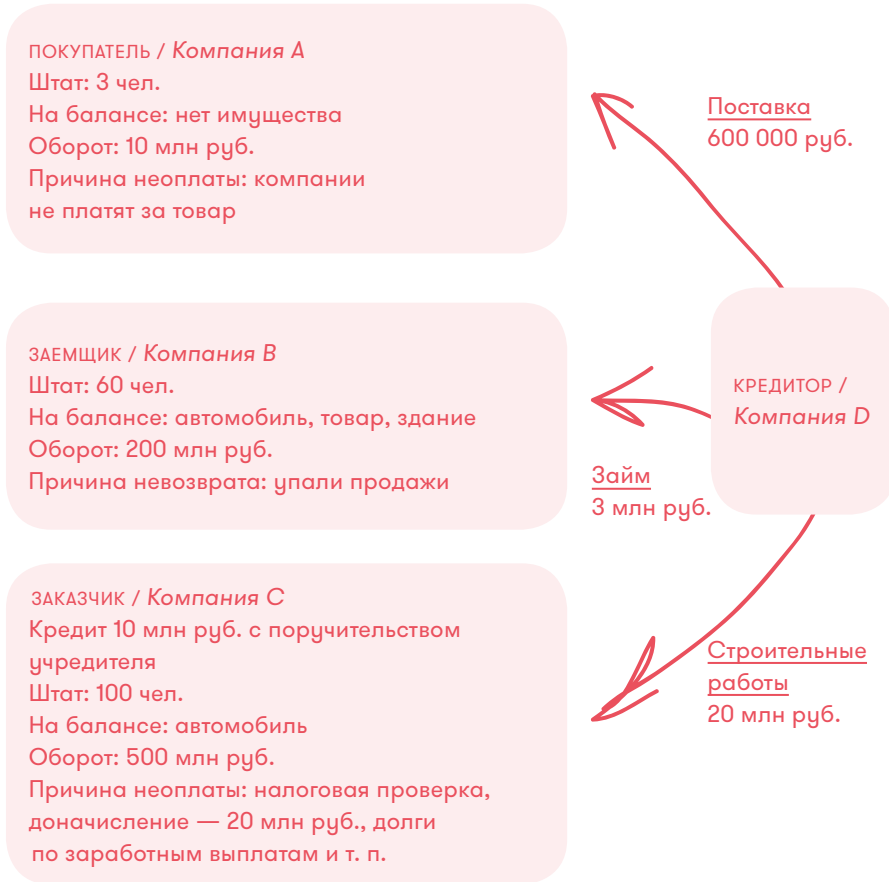 ПОКУПАТЕЛЬ / Компания А
Штат: 3 чел.
На балансе: нет имущества
Оборот: 10 млн руб.
Причина неоплаты: компании
не платят за товар
Поставка
600 000 руб.
ЗАЕМЩИК / Компания B
Штат: 60 чел.
На балансе: автомобиль, товар, здание
Оборот: 200 млн руб.
Причина невозврата: упали продажи
КРЕДИТОР /
Компания D
Займ
3 млн руб.
ЗАКАЗЧИК / Компания С
Кредит 10 млн руб. с поручительством
учредителя
Штат: 100 чел.
На балансе: автомобиль
Оборот: 500 млн руб.
Причина неоплаты: налоговая проверка,
доначисление — 20 млн руб., долги
по заработным выплатам и т. п.
Строительные
работы
20 млн руб.